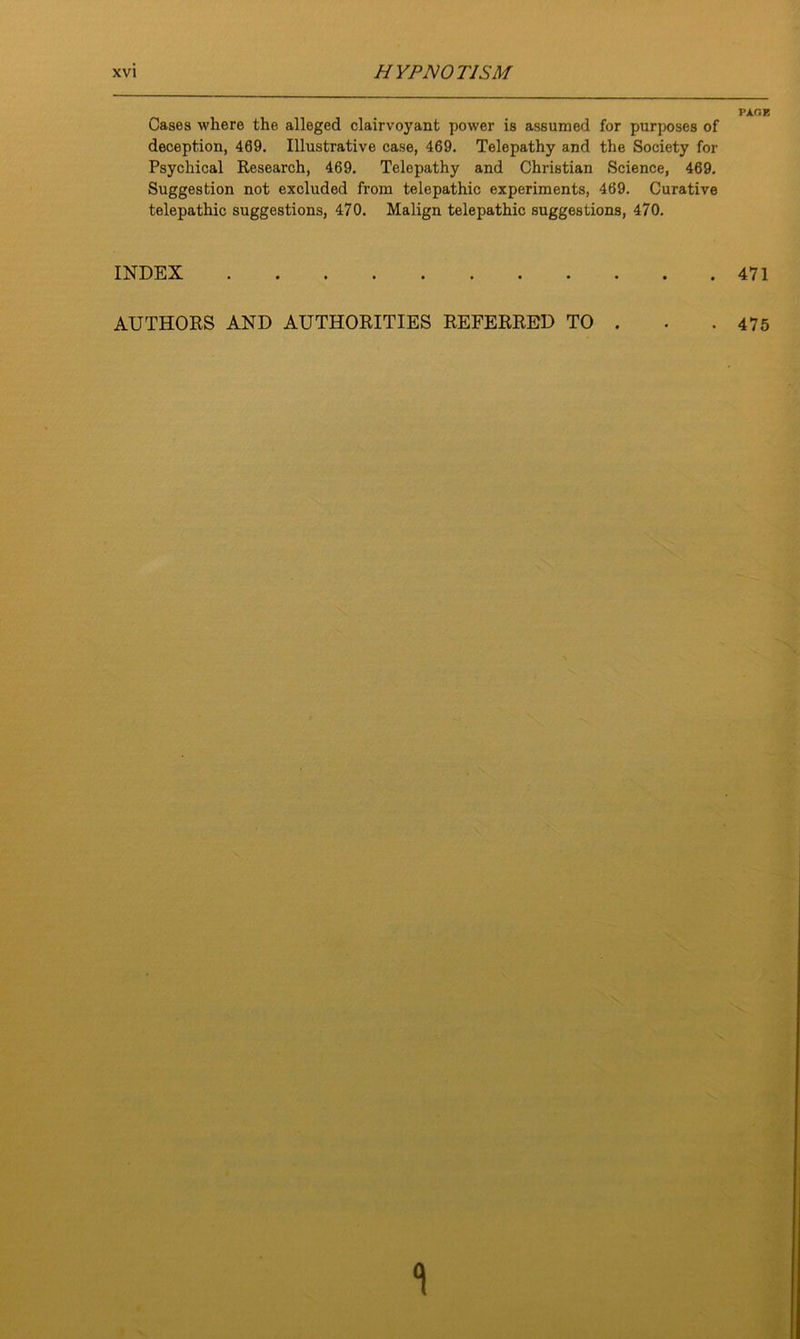 xvi HYPNOTISM
PAGE
Cases where the alleged clairvoyant power is assumed for purposes of
deception, 469. Illustrative case, 469. Telepathy and the Society for
Psychical Research, 469. Telepathy and Christian Science, 469.
Suggestion not excluded from telepathic experiments, 469. Curative
telepathic suggestions, 470. Malign telepathic suggestions, 470.
INDEX . . . . . . . . . . . 471
AUTHORS AND AUTHORITIES REFERRED TO . . . 475
9